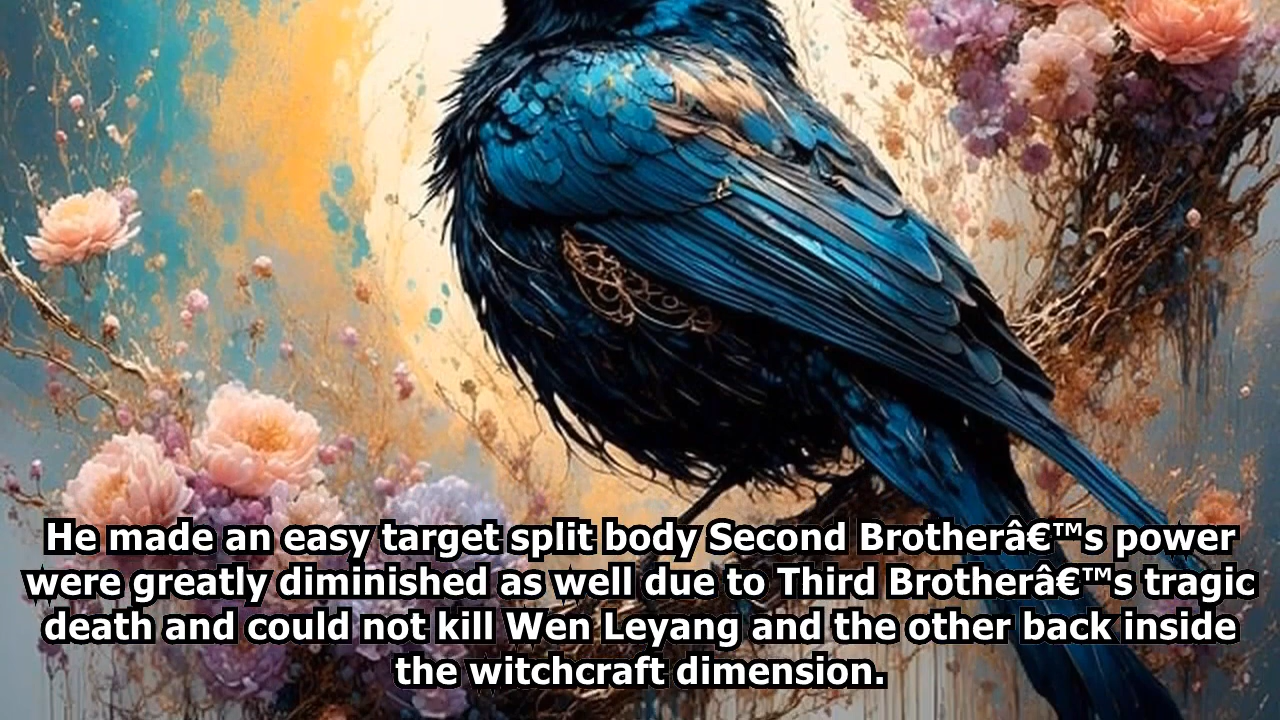 He made an easy target split body Second Brotherâ€™s power
were greatly diminished as well due to Third Brotherâ€™s tragic
death and could not kill Wen Leyang and the other back inside
the witchcraft dimension.